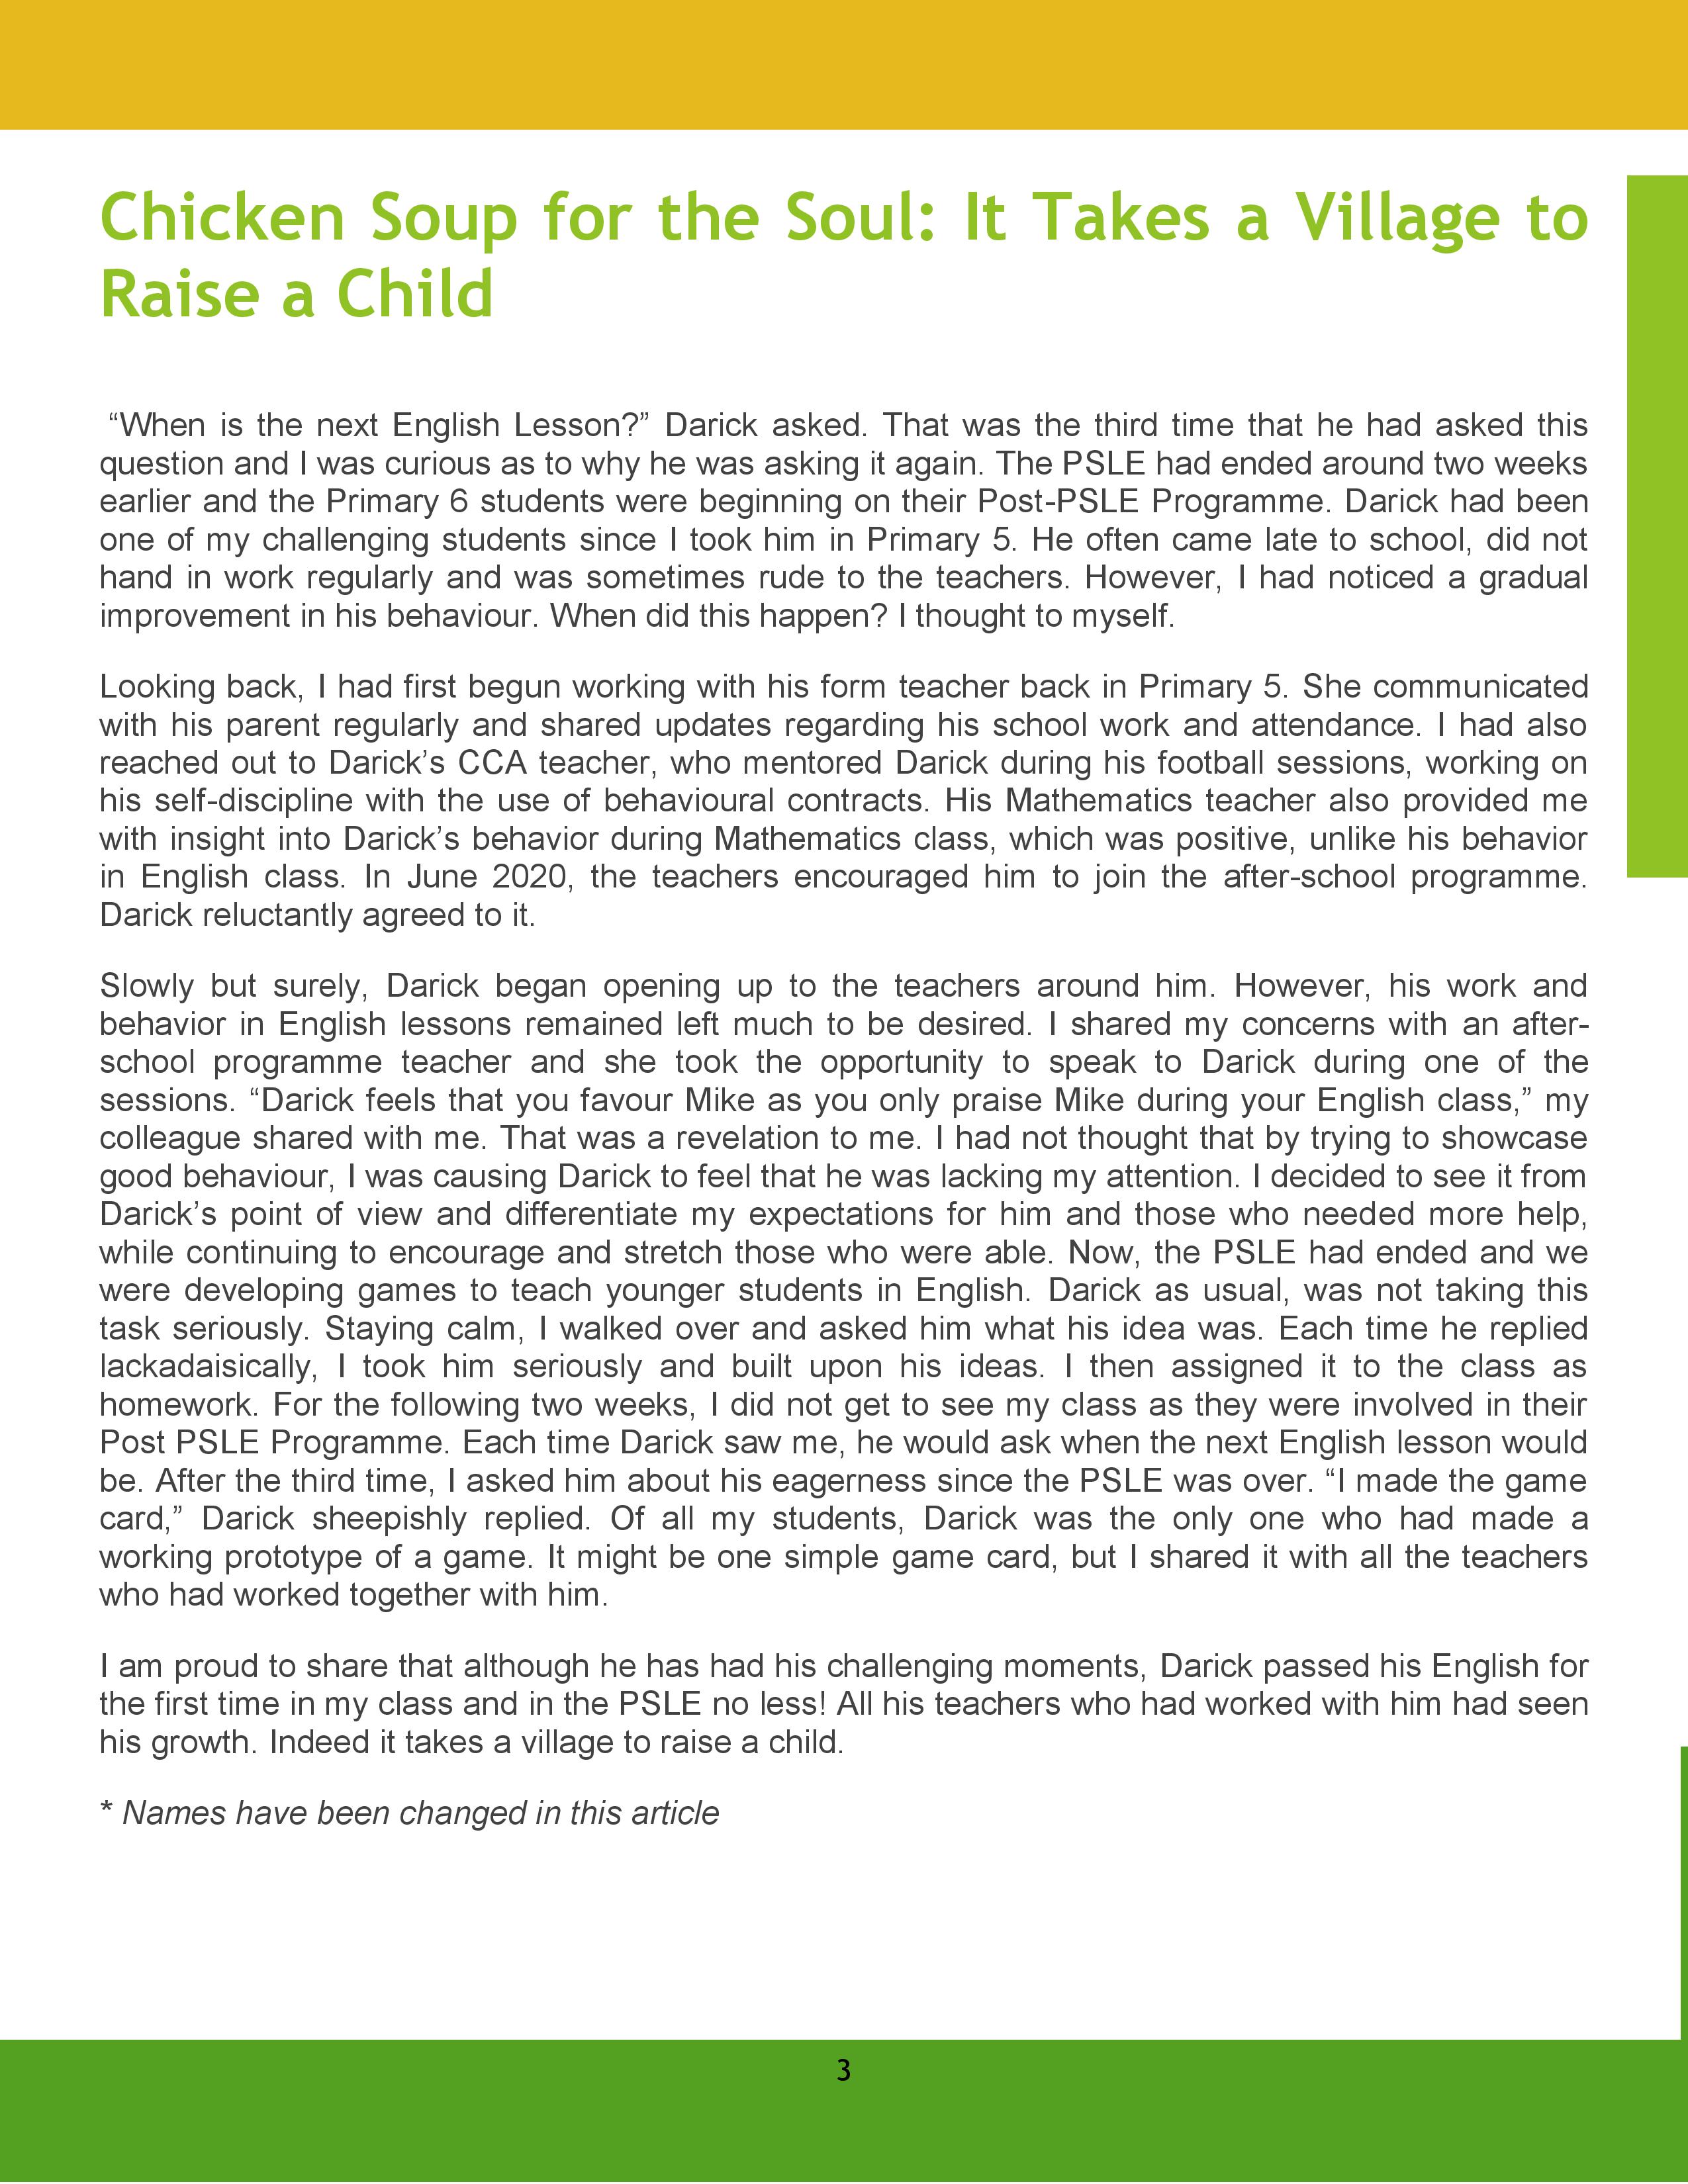 Chicken Soup for the Soul: It Takes a Village to
Raise a Child
“When is the next English Lesson?” Darick asked. That was the third time that he had asked this
question and I was curious as to why he was asking it again. The PSLE had ended around two weeks
earlier and the Primary 6 students were beginning on their Post-PSLE Programme. Darick had been
one of my challenging students since I took him in Primary 5. He often came late to school, did not
hand in work regularly and was sometimes rude to the teachers. However, I had noticed a gradual
improvement in his behaviour. When did this happen? I thought to myself.
Looking back, I had first begun working with his form teacher back in Primary 5. She communicated
with his parent regularly and shared updates regarding his school work and attendance. I had also
reached out to Darick’s CCA teacher, who mentored Darick during his football sessions, working on
his self-discipline with the use of behavioural contracts. His Mathematics teacher also provided me
with insight into Darick’s behavior during Mathematics class, which was positive, unlike his behavior
in English class. In June 2020, the teachers encouraged him to join the after-school programme.
Darick reluctantly agreed to it.
Slowly but surely, Darick began opening up to the teachers around him. However, his work and
behavior in English lessons remained left much to be desired. I shared my concerns with an after-
school programme teacher and she took the opportunity to speak to Darick during one of the
sessions. “Darick feels that you favour Mike as you only praise Mike during your English class,” my
colleague shared with me. That was a revelation to me. I had not thought that by trying to showcase
good behaviour, I was causing Darick to feel that he was lacking my attention. I decided to see it from
Darick’s point of view and differentiate my expectations for him and those who needed more help,
while continuing to encourage and stretch those who were able. Now, the PSLE had ended and we
were developing games to teach younger students in English. Darick as usual, was not taking this
task seriously. Staying calm, I walked over and asked him what his idea was. Each time he replied
lackadaisically, I took him seriously and built upon his ideas. I then assigned it to the class as
homework. For the following two weeks, I did not get to see my class as they were involved in their
Post PSLE Programme. Each time Darick saw me, he would ask when the next English lesson would
be. After the third time, I asked him about his eagerness since the PSLE was over. “I made the game
card,” Darick sheepishly replied. Of all my students, Darick was the only one who had made a
working prototype of a game. It might be one simple game card, but I shared it with all the teachers
who had worked together with him.
I am proud to share that although he has had his challenging moments, Darick passed his English for
the first time in my class and in the PSLE no less! All his teachers who had worked with him had seen
his growth. Indeed it takes a village to raise a child.
* Names have been changed in this article
3